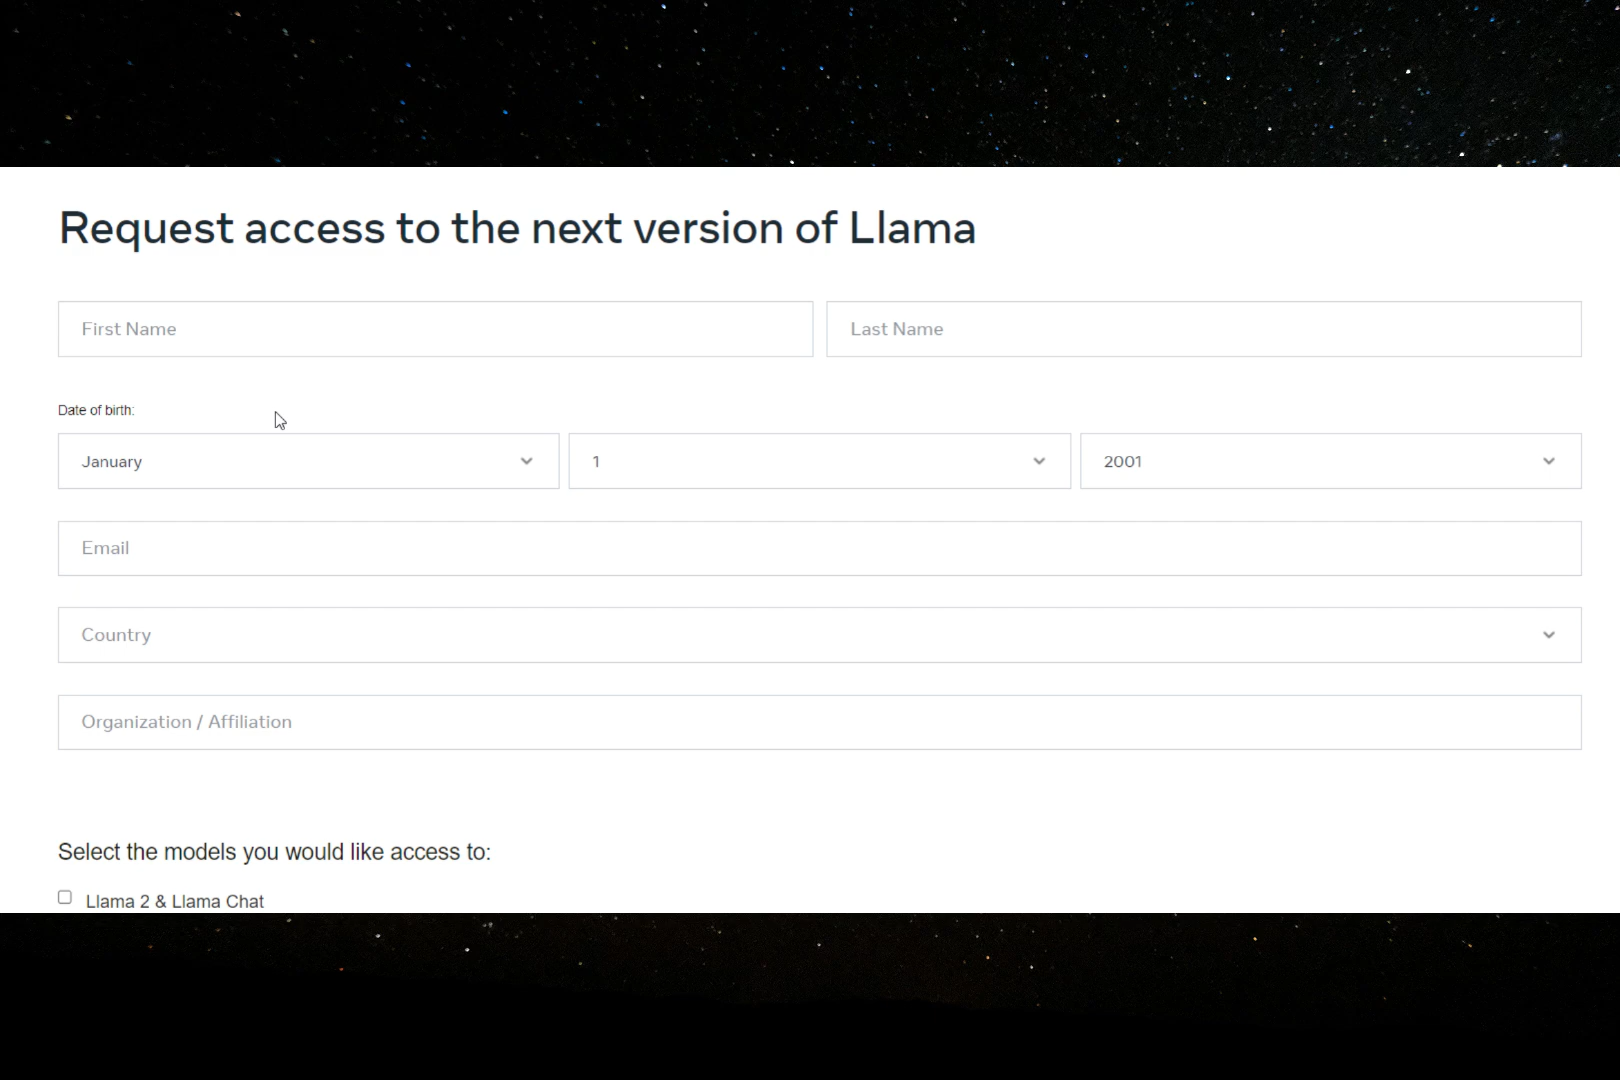 Request access to the next version of Llama
First Name
Last Name
Date of birth:
January
1
2001
Email
Country
Organization / Affiliation
Select the models you would like access to:
Llama 2 & Llama Chat